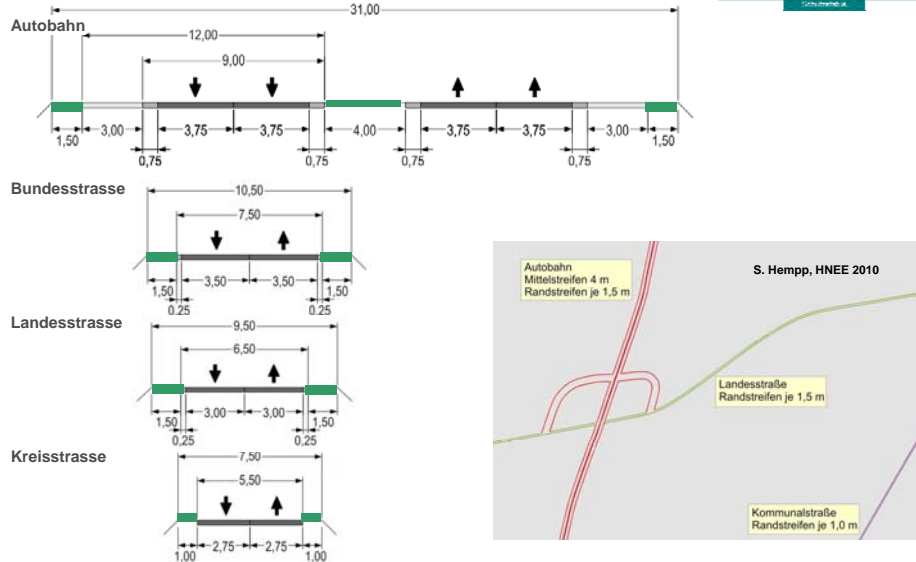 31,00
Autobahn
12,00
9,00
3,00 3,75 3,75 4,00 3,75 3,75 3,00
1,50 1,50
0,75 0,75 0,75
Bundesstrasse
10,50
7,50
1,50 3,50 3,50 1,50
0.25 0.25
Landesstrasse
9,50
6,50
1,50 3,00 3,00 1,50
0,25 0,25
Kreisstrasse
7,50
5,50
1,00 2,75 2,75 1,00
S. Hempp, HNEE 2010
Autobahn
Mittelstreifen 4 m
Randstreifen je 1,5 m
Landesstraße
Randstreifen je 1,5 m
Kommunalstraße
Randstreifen je 1,0 m